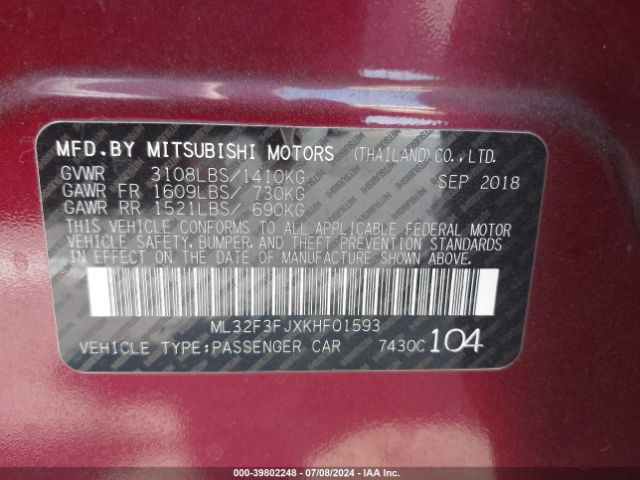 MFD.BY MITSUBISHI MOTORS (THAILAND)CO.,LTD.
GVWR 3108LBS/1410KG SEP 2018
GAWR FR 1609LBS/ 730KG
GAWR RR 1521LBS/ 690KG
THIS VEHICLE CONFORMS TO ALL APPLICABLE FEDERAL MOTOR
VEHICLE SAFETY, BUMPER, AND THEFT PREVENTION STANDARDS
IN EFFECT ON THE DATE OF MANUFACTURE SHOWN ABOVE.
ML32F3FJXKHF01593
VEHICLE TYPE:PASSENGER CAR 7430C 104
000-39802248 - 07/08/2024 - IAA Inc.